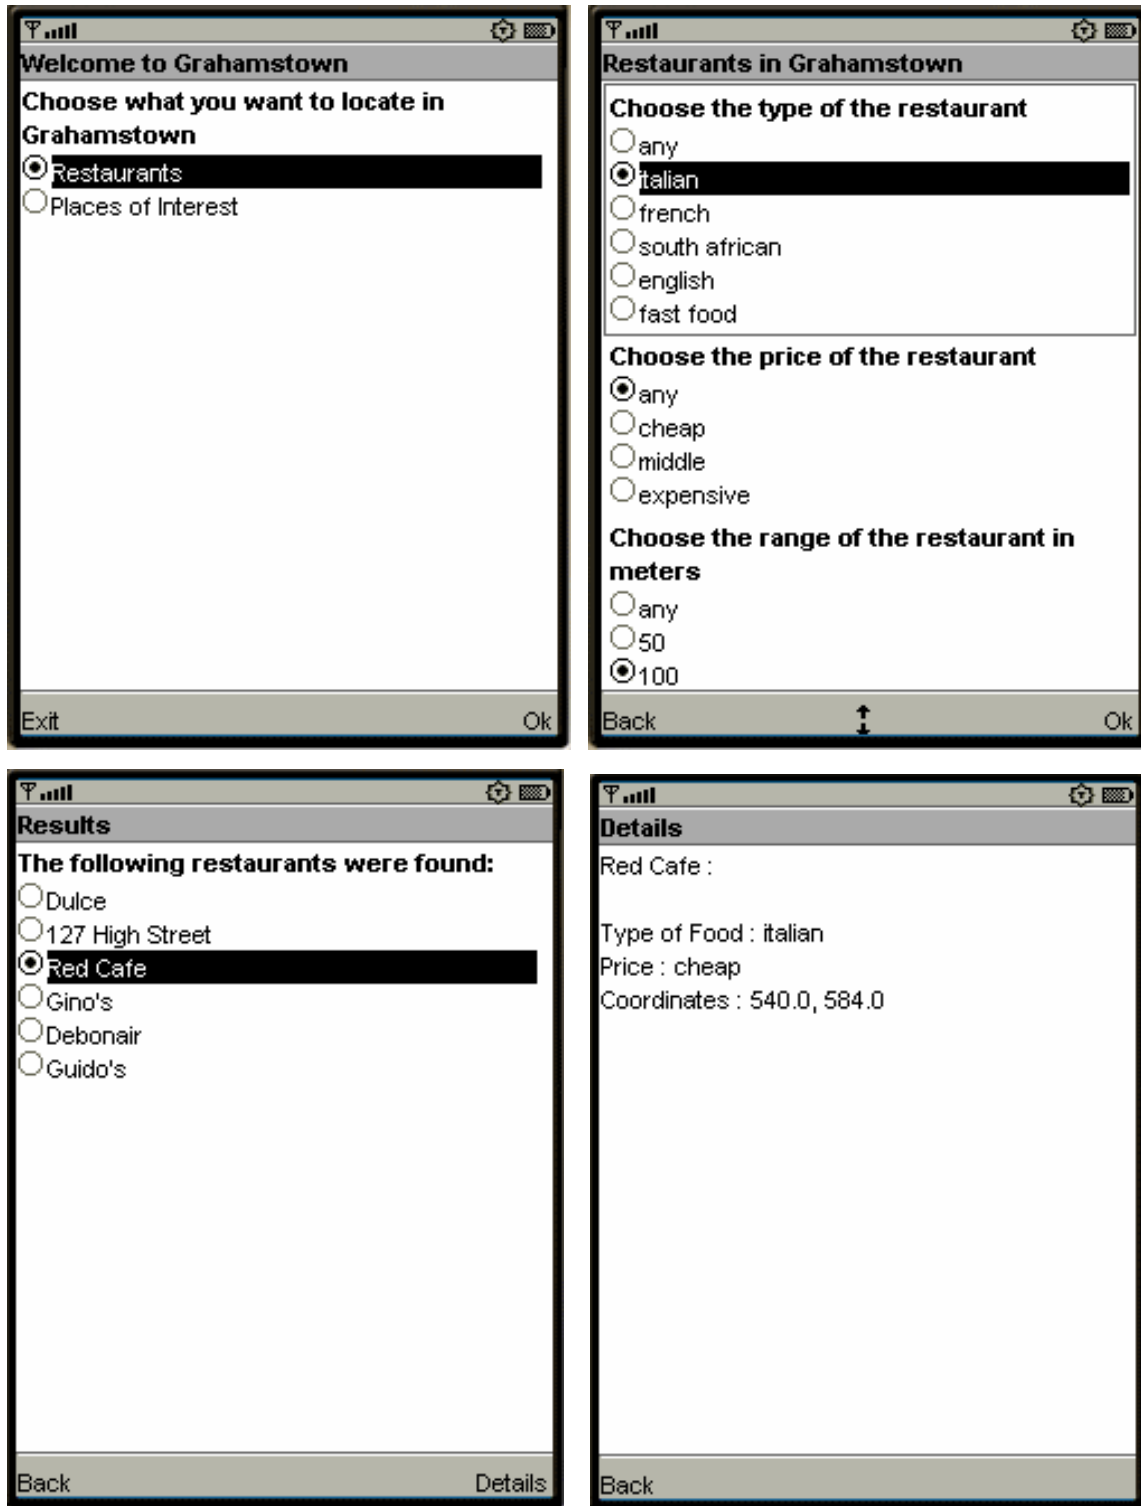 Welcome to Grahamstown
Choose what you want to locate in
Grahamstown
Restaurants
Places of Interest
Exit Ok
Restaurants in Grahamstown
Choose the type of the restaurant
any
italian
french
south african
english
fast food
Choose the price of the restaurant
any
cheap
middle
expensive
Choose the range of the restaurant in
meters
any
50
100
Back Ok
Results
The following restaurants were found:
Dulce
127 High Street
Red Cafe
Gino's
Debonair
Guido's
Back Details
Details
Red Cafe :
Type of Food : italian
Price : cheap
Coordinates : 540.0, 584.0
Back